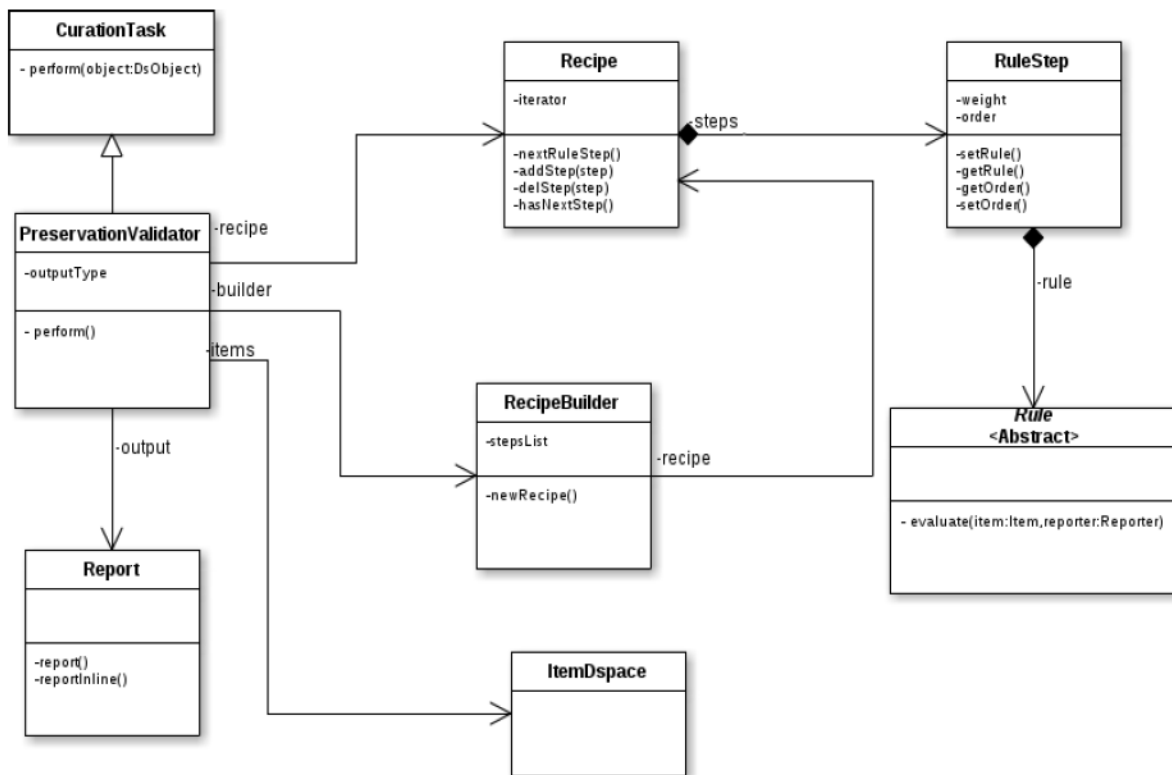 CurationTask
- perform(object:DsObject)
PreservationValidator
-outputType
- perform()
-recipe
-builder
-items
-output
Report
-report()
-reportInline()
Recipe
-iterator
-nextRuleStep()
-addStep(step)
-delStep(step)
-hasNextStep()
-steps
RuleStep
-weight
-order
-setRule()
-getRule()
-getOrder()
-setOrder()
-rule
RecipeBuilder
-stepsList
-newRecipe()
-recipe
Rule
<Abstract>
- evaluate(item:Item,reporter:Reporter)
ItemDspace